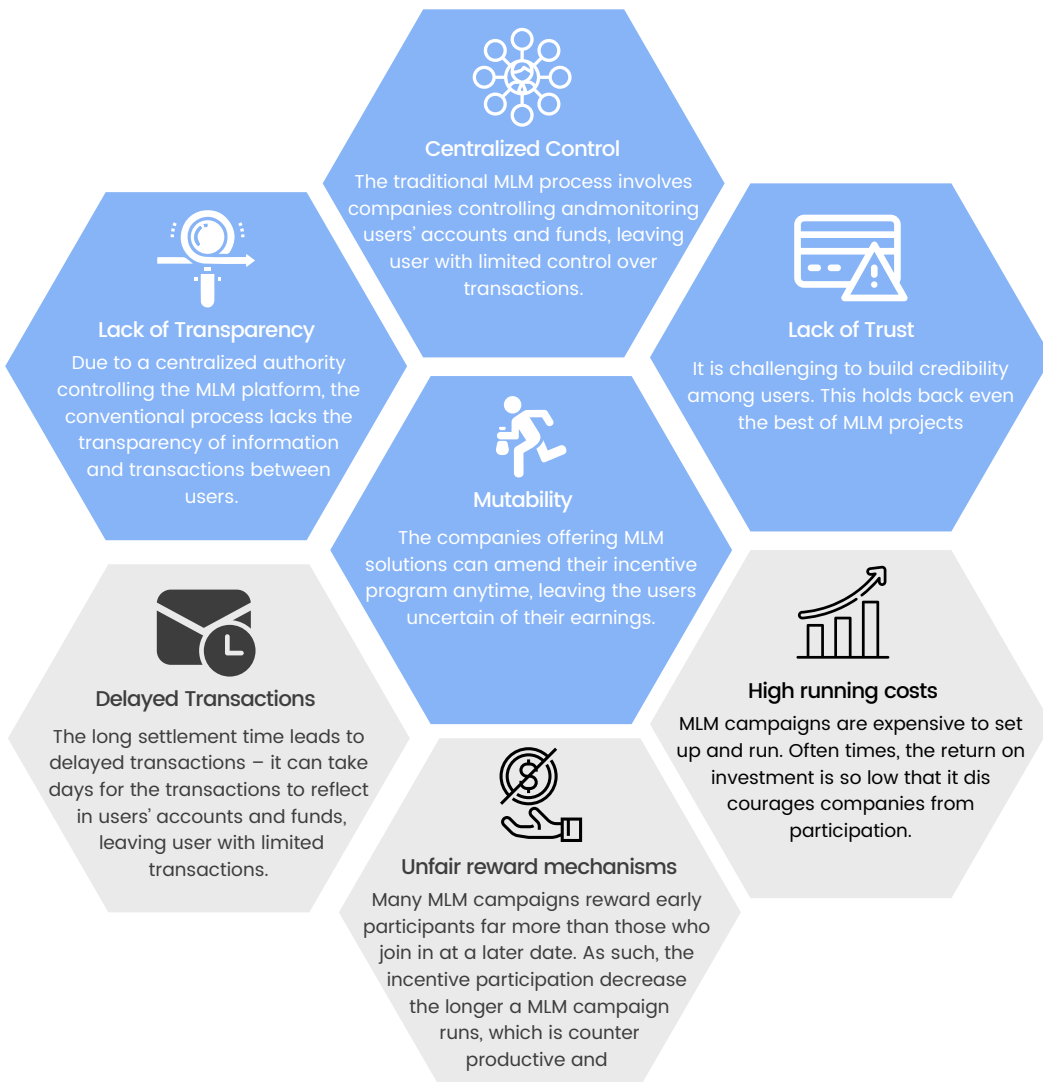 Centralized Control
The traditional MLM process involves
companies controlling andmonitoring
users' accounts and funds, leaving
user with limited control over
transactions.
Lack of Transparency
Due to a centralized authority
controlling the MLM platform, the
conventional process lacks the
transparency of information
and transactions between
users.
Lack of Trust
It is challenging to build credibility
among users. This holds back even
the best of MLM projects
Mutability
The companies offering MLM
solutions can amend their incentive
program anytime, leaving the users
uncertain of their earnings.
Delayed Transactions
The long settlement time leads to
delayed transactions – it can take
days for the transactions to reflect
in users' accounts and funds,
leaving user with limited
transactions.
High running costs
MLM campaigns are expensive to set
up and run. Often times, the return on
investment is so low that it dis
courages companies from
participation.
Unfair reward mechanisms
Many MLM campaigns reward early
participants far more than those who
join in at a later date. As such, the
incentive participation decrease
the longer a MLM campaign
runs, which is counter
productive and